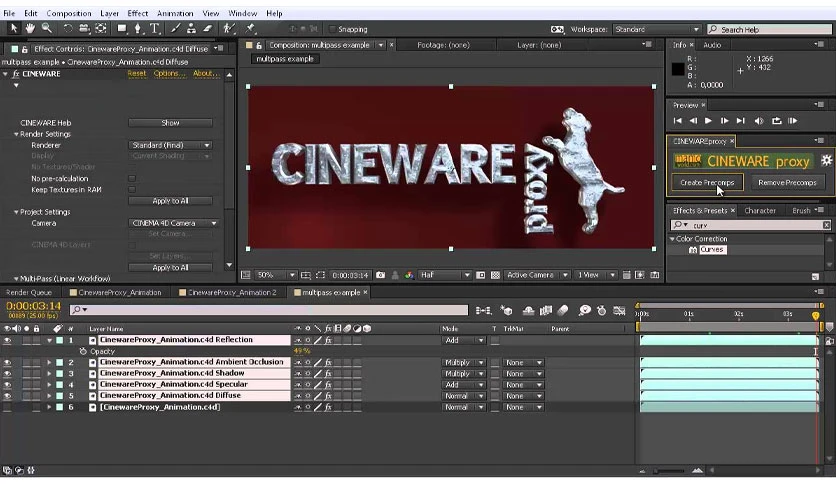 File Edit Composition Layer Effect Animation View Window Help
Snapping Workspace: Standard Search Help
Effect Controls: CinewareProxy_Animation.c4d Diffuse
multipass example • CinewareProxy_Animation.c4d Diffuse
fx CINEWARE Reset Options... About...
CINEWARE Help Show
Render Settings
Renderer Standard (Final)
Display Current Shading
No Textures/Shader
No pre-calculation
Keep Textures in RAM
Apply to All
Project Settings
Camera CINEMA 4D Camera
Set Camera...
CINEMA 4D Layers
Set Layers...
Apply to All
Multi-Pass (Linear Workflow)
Composition: multipass example Footage: (none) Layer: (none)
multipass example
CINEWARE
proxy
50% 0:00:03:14 Half Active Camera 1 View
Info Audio
R: X: 1266
G: Y: 432
B:
A: 0,0000
Preview
CINEWAREproxy
CINEWARE proxy
Create Precomps Remove Precomps
Effects & Presets Character Brush
curv
Color Correction
Curves
Render Queue CinewareProxy_Animation CinewareProxy_Animation 2 multipass example
0:00:03:14
00089 (25.00 fps)
0:00s 01s 02s 03s
# Layer Name Mode T TrkMat Parent
1 CinewareProxy_Animation.c4d Reflection Add
Opacity 49%
2 CinewareProxy_Animation.c4d Ambient Occlusion Multiply None
3 CinewareProxy_Animation.c4d Shadow Multiply None
4 CinewareProxy_Animation.c4d Specular Add None
5 CinewareProxy_Animation.c4d Diffuse Normal None
6 [CinewareProxy_Animation.c4d] Normal None